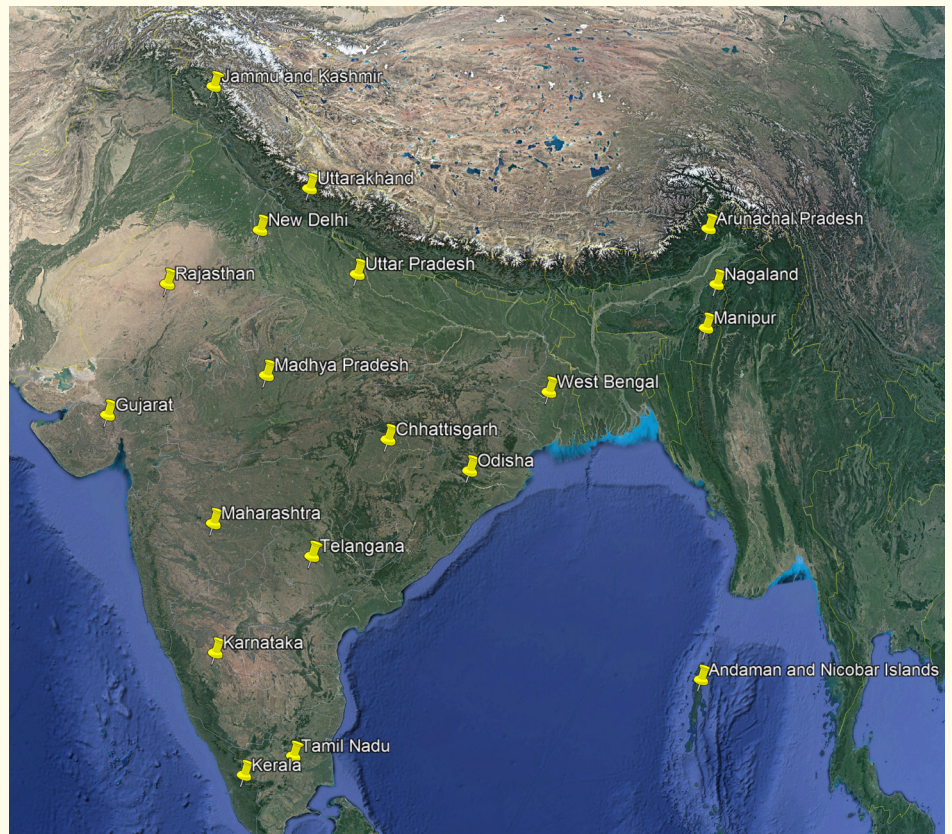 Jammu and Kashmir
Uttarakhand
New Delhi
Arunachal Pradesh
Uttar Pradesh
Rajasthan
Nagaland
Manipur
Madhya Pradesh
West Bengal
Gujarat
Chhattisgarh
Odisha
Maharashtra
Telangana
Karnataka
Andaman and Nicobar Islands
Tamil Nadu
Kerala